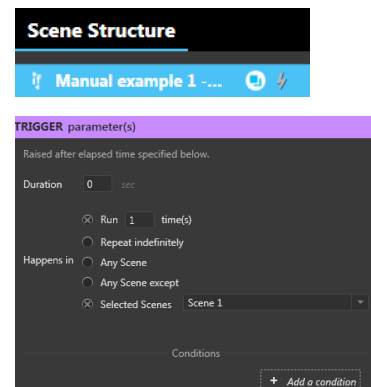 Scene Structure
Manual example 1 -...
TRIGGER parameter(s)
Raised after elapsed time specified below.
Duration 0 sec
Run 1 time(s)
Repeat indefinitely
Happens in Any Scene
Any Scene except
Selected Scenes Scene 1
Conditions
+ Add a condition